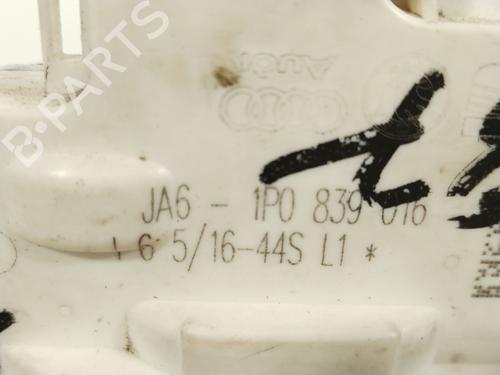 B-PARTS
Audi
JA6 - 1P0 839 016
6 5/16-44S L1 *